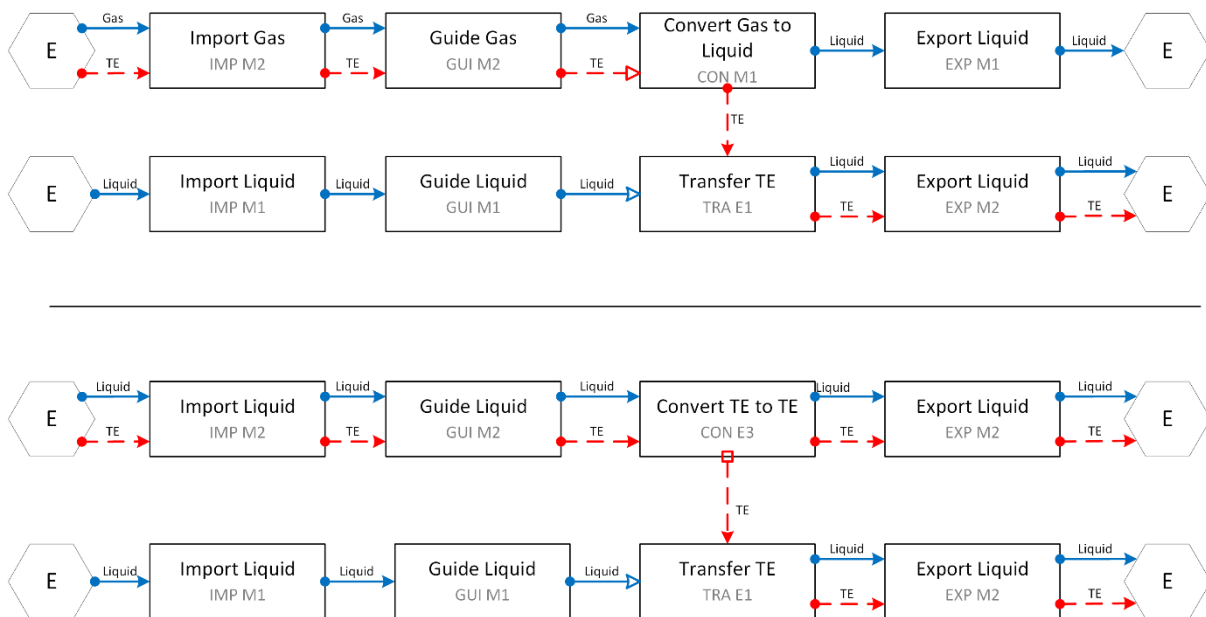 Gas Gas Gas
E Import Gas Guide Gas Convert Gas to Liquid Export Liquid E
IMP M2 GUI M2 CON M1 EXP M1
Liquid Liquid
TE TE TE
TE
E Import Liquid Guide Liquid Transfer TE Export Liquid E
IMP M1 GUI M1 TRA E1 EXP M2
Liquid Liquid Liquid Liquid Liquid
TE TE
Liquid Liquid Liquid Liquid Liquid
E Import Liquid Guide Liquid Convert TE to TE Export Liquid E
IMP M2 GUI M2 CON E3 EXP M2
TE TE TE TE TE
TE
Liquid Liquid
E Import Liquid Guide Liquid Transfer TE Export Liquid E
Liquid Liquid Liquid
IMP M1 GUI M1 TRA E1 EXP M2
TE TE